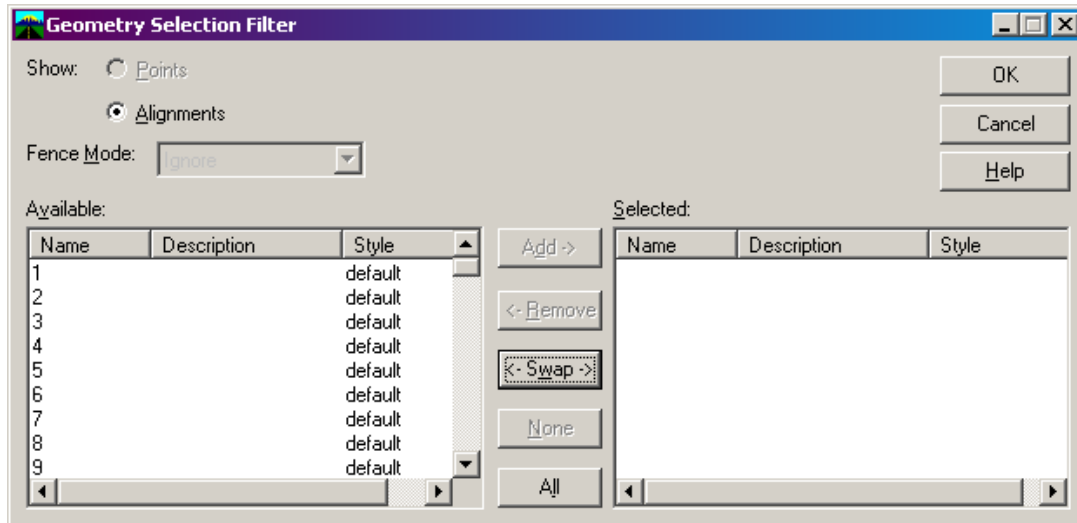 Geometry Selection Filter
Show: Points
Alignments
Fence Mode: Ignore
OK
Cancel
Help
Available:
Name Description Style
1 default
2 default
3 default
4 default
5 default
6 default
7 default
8 default
9 default
Add ->
<- Remove
<- Swap ->
None
All
Selected:
Name Description Style